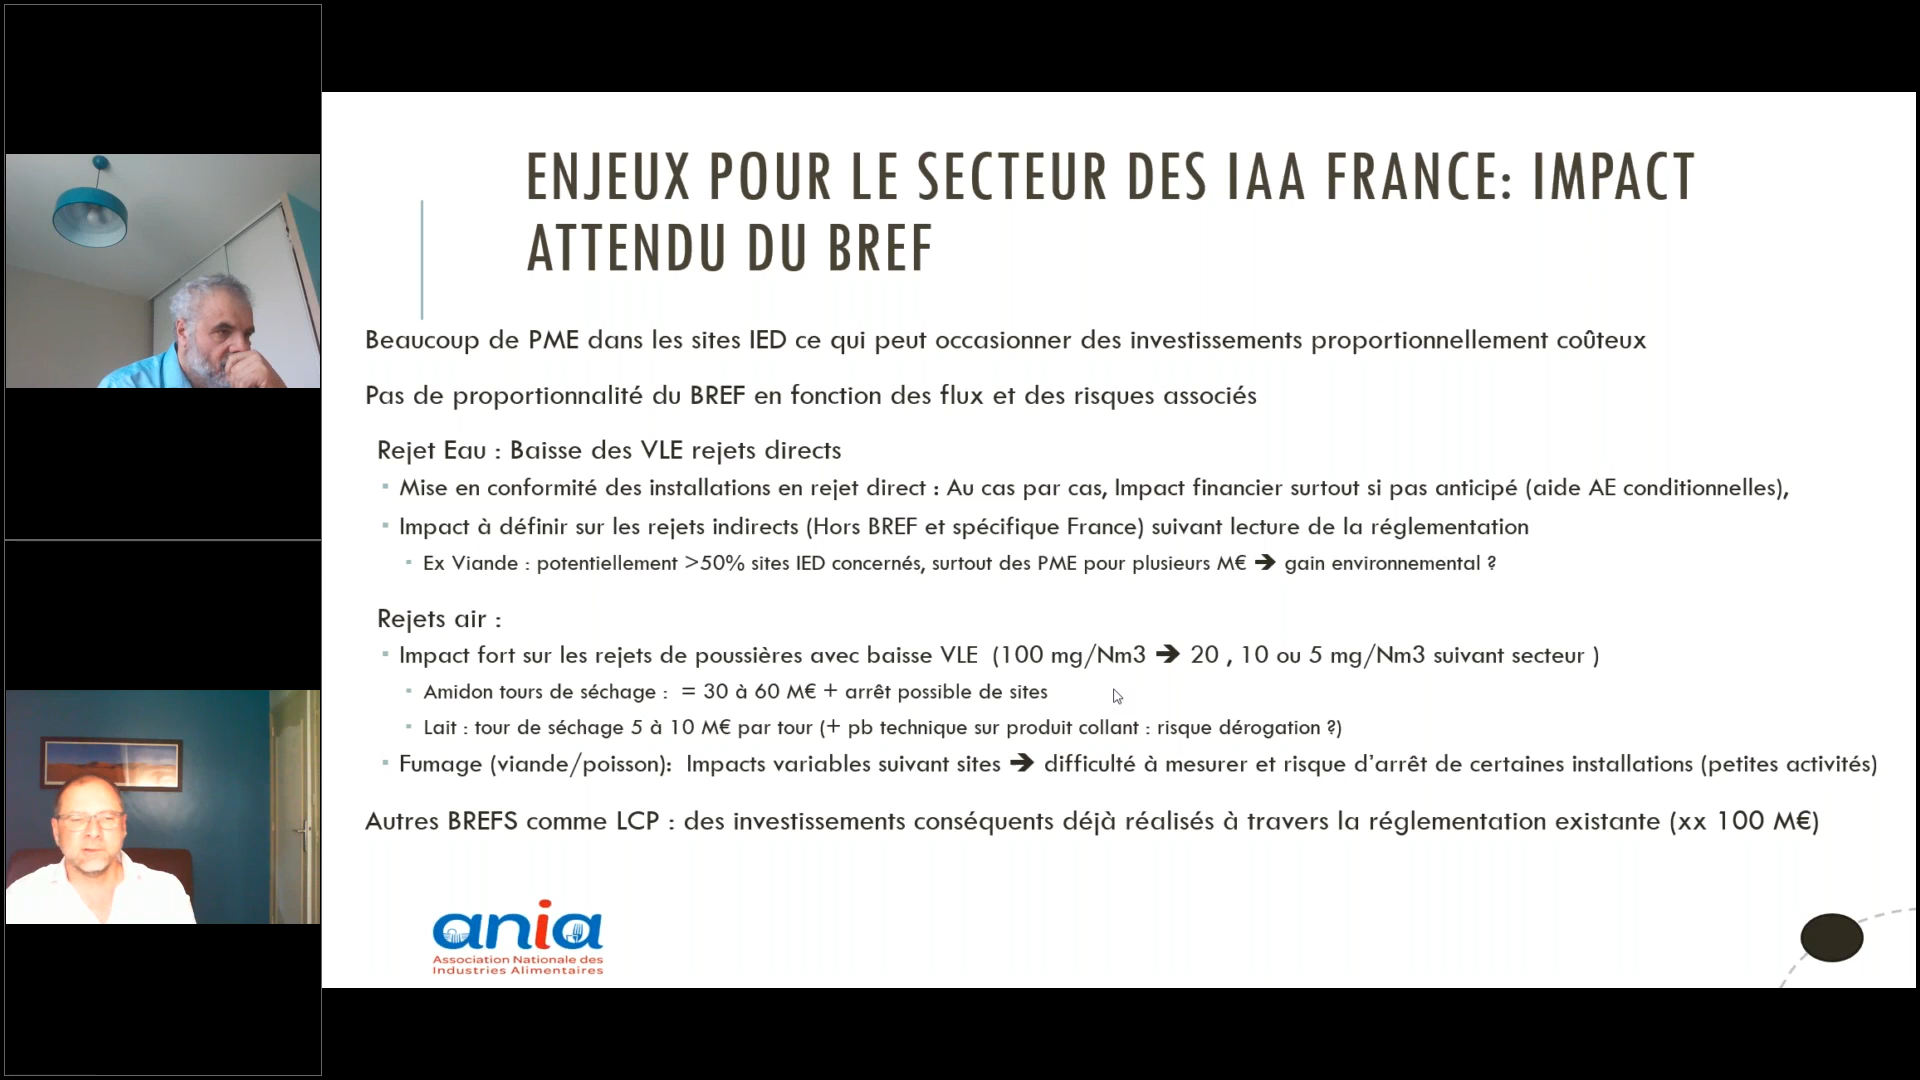 ENJEUX POUR LE SECTEUR DES IAA FRANCE: IMPACT
ATTENDU DU BREF
Beaucoup de PME dans les sites IED ce qui peut occasionner des investissements proportionnellement coûteux
Pas de proportionnalité du BREF en fonction des flux et des risques associés
Rejet Eau : Baisse des VLE rejets directs
▪ Mise en conformité des installations en rejet direct : Au cas par cas, Impact financier surtout si pas anticipé (aide AE conditionnelles),
▪ Impact à définir sur les rejets indirects (Hors BREF et spécifique France) suivant lecture de la réglementation
▪ Ex Viande : potentiellement >50% sites IED concernés, surtout des PME pour plusieurs M€ ➔ gain environnemental ?
Rejets air :
▪ Impact fort sur les rejets de poussières avec baisse VLE (100 mg/Nm3 ➔ 20 , 10 ou 5 mg/Nm3 suivant secteur )
▪ Amidon tours de séchage : = 30 à 60 M€ + arrêt possible de sites
▪ Lait : tour de séchage 5 à 10 M€ par tour (+ pb technique sur produit collant : risque dérogation ?)
▪ Fumage (viande/poisson): Impacts variables suivant sites ➔ difficulté à mesurer et risque d'arrêt de certaines installations (petites activités)
Autres BREFS comme LCP : des investissements conséquents déjà réalisés à travers la réglementation existante (xx 100 M€)
ania
Association Nationale des
Industries Alimentaires